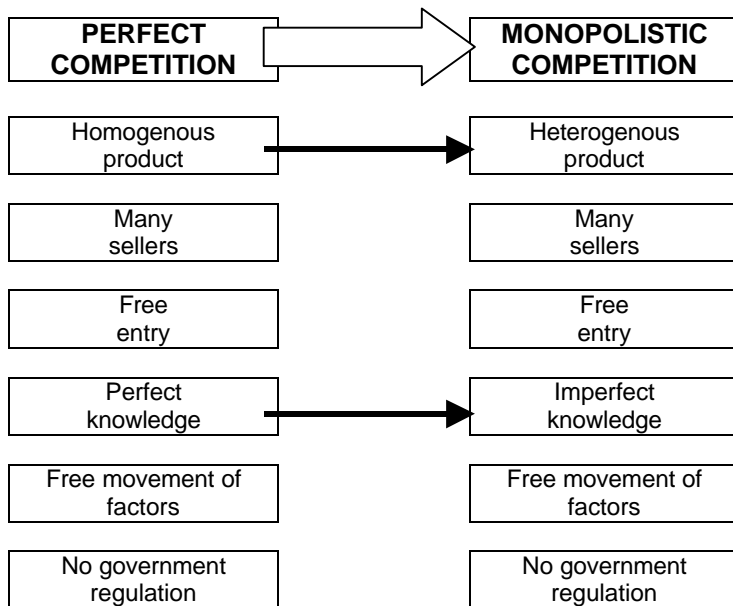 PERFECT
COMPETITION
MONOPOLISTIC
COMPETITION
Homogenous
product
Heterogenous
product
Many
sellers
Many
sellers
Free
entry
Free
entry
Perfect
knowledge
Imperfect
knowledge
Free movement of
factors
Free movement of
factors
No government
regulation
No government
regulation